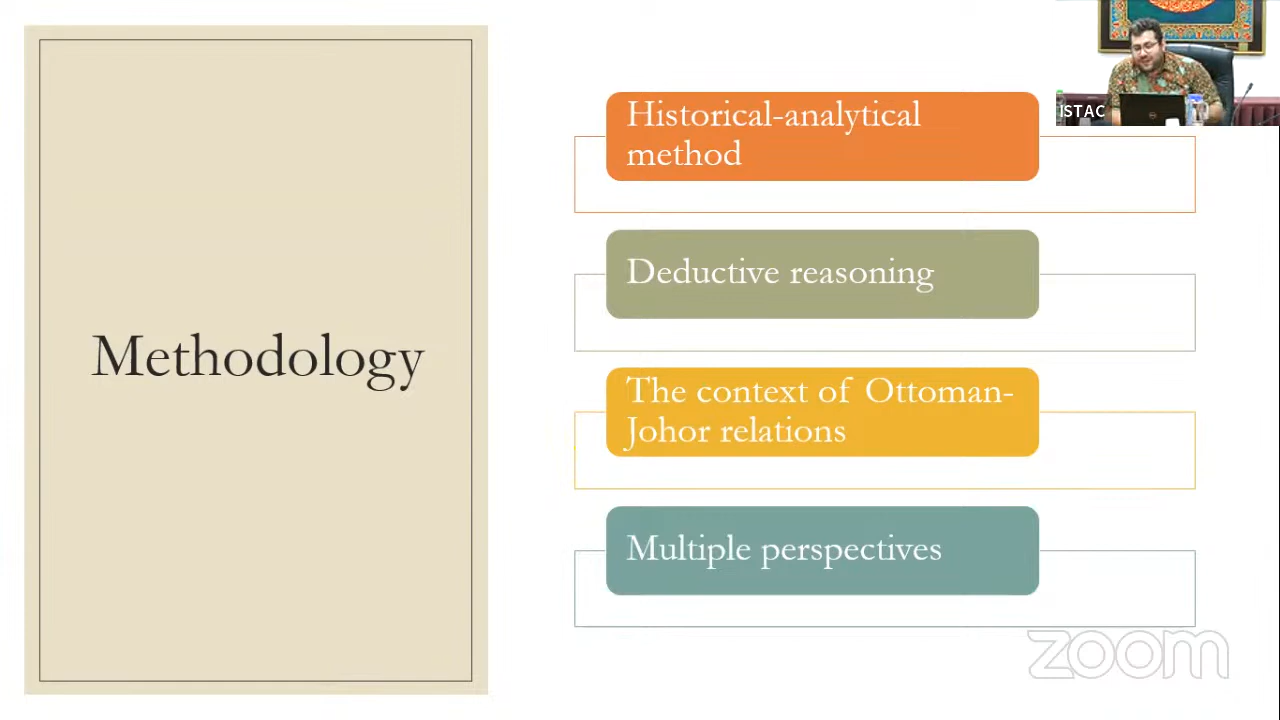 Methodology
Historical-analytical
method
Deductive reasoning
The context of Ottoman-
Johor relations
Multiple perspectives
ISTAC
zoom